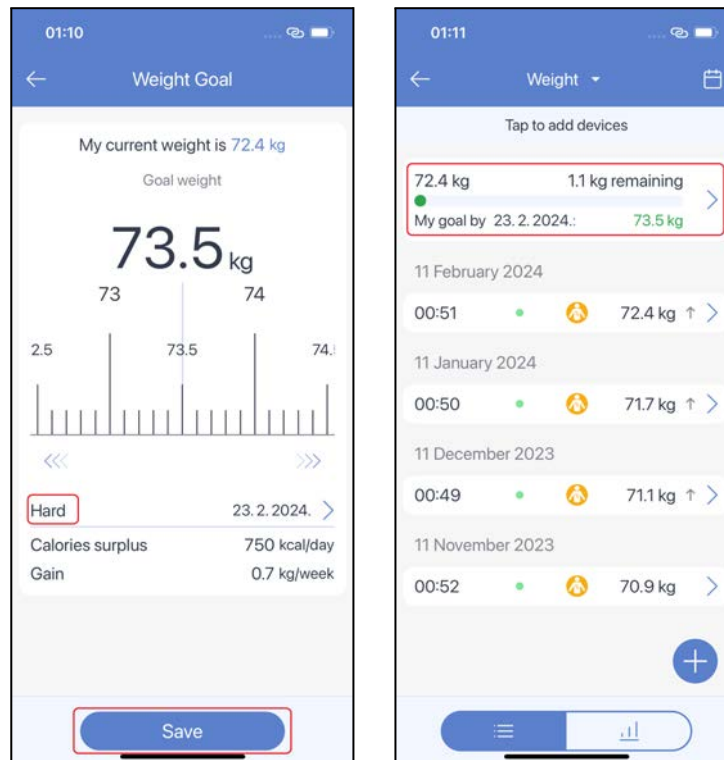 01:10
Weight Goal
My current weight is 72.4 kg
Goal weight
73.5 kg
73 74
2.5 73.5 74.
Hard 23. 2. 2024.
Calories surplus 750 kcal/day
Gain 0.7 kg/week
Save
01:11
Weight
Tap to add devices
72.4 kg 1.1 kg remaining
My goal by 23. 2. 2024.: 73.5 kg
11 February 2024
00:51 72.4 kg ↑
11 January 2024
00:50 71.7 kg ↑
11 December 2023
00:49 71.1 kg ↑
11 November 2023
00:52 70.9 kg